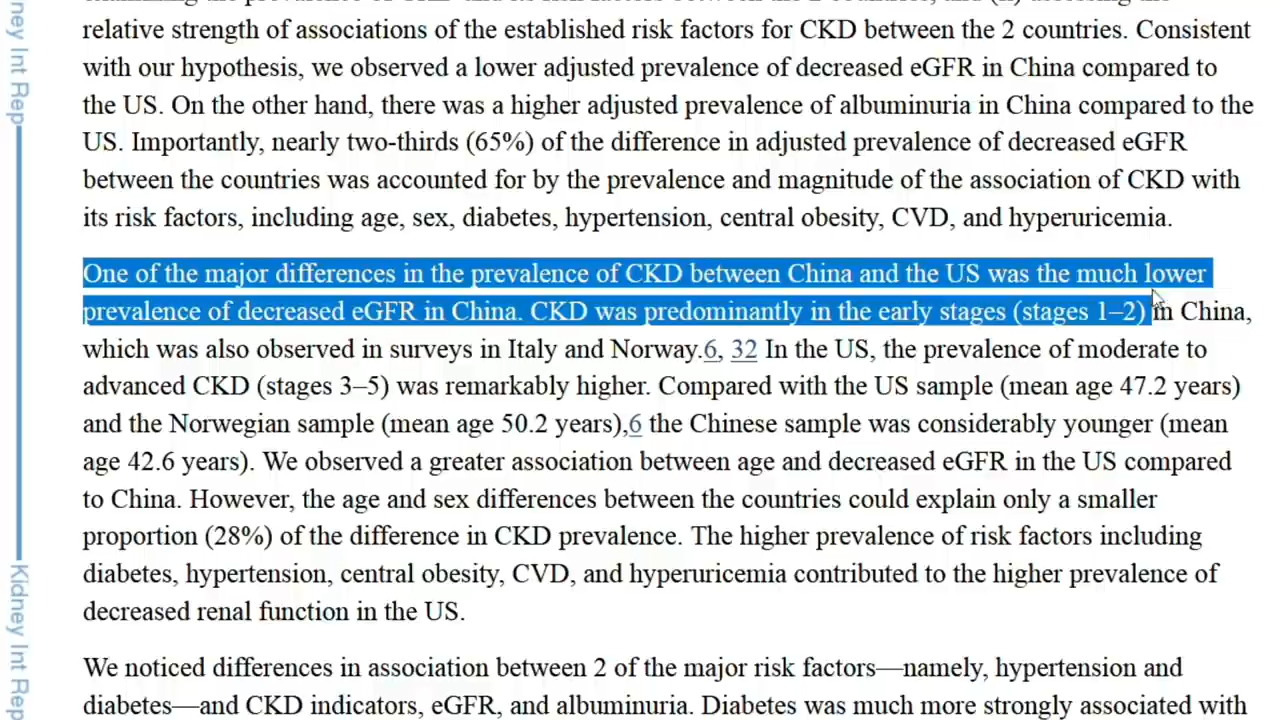 ney Int Rep
relative strength of associations of the established risk factors for CKD between the 2 countries. Consistent
with our hypothesis, we observed a lower adjusted prevalence of decreased eGFR in China compared to
the US. On the other hand, there was a higher adjusted prevalence of albuminuria in China compared to the
US. Importantly, nearly two-thirds (65%) of the difference in adjusted prevalence of decreased eGFR
between the countries was accounted for by the prevalence and magnitude of the association of CKD with
its risk factors, including age, sex, diabetes, hypertension, central obesity, CVD, and hyperuricemia.
One of the major differences in the prevalence of CKD between China and the US was the much lower
prevalence of decreased eGFR in China. CKD was predominantly in the early stages (stages 1–2) in China,
which was also observed in surveys in Italy and Norway.6, 32 In the US, the prevalence of moderate to
advanced CKD (stages 3–5) was remarkably higher. Compared with the US sample (mean age 47.2 years)
and the Norwegian sample (mean age 50.2 years),6 the Chinese sample was considerably younger (mean
age 42.6 years). We observed a greater association between age and decreased eGFR in the US compared
to China. However, the age and sex differences between the countries could explain only a smaller
proportion (28%) of the difference in CKD prevalence. The higher prevalence of risk factors including
diabetes, hypertension, central obesity, CVD, and hyperuricemia contributed to the higher prevalence of
decreased renal function in the US.
Kidney Int Rep
We noticed differences in association between 2 of the major risk factors—namely, hypertension and
diabetes—and CKD indicators, eGFR, and albuminuria. Diabetes was much more strongly associated with